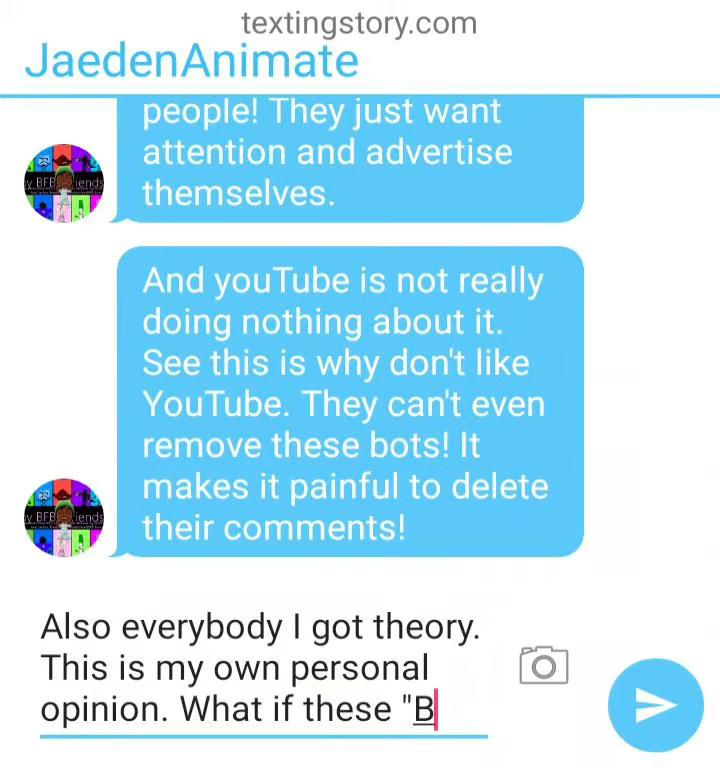 textingstory.com
JaedenAnimate
people! They just want
attention and advertise
themselves.
And youTube is not really
doing nothing about it.
See this is why don't like
YouTube. They can't even
remove these bots! It
makes it painful to delete
their comments!
Also everybody I got theory.
This is my own personal
opinion. What if these "B